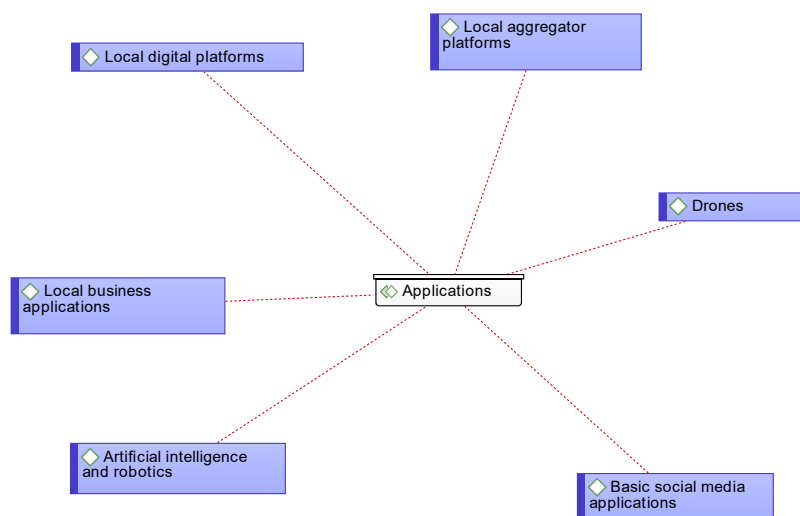 Local digital platforms
Local aggregator
platforms
Drones
Local business
applications
Applications
Artificial intelligence
and robotics
Basic social media
applications